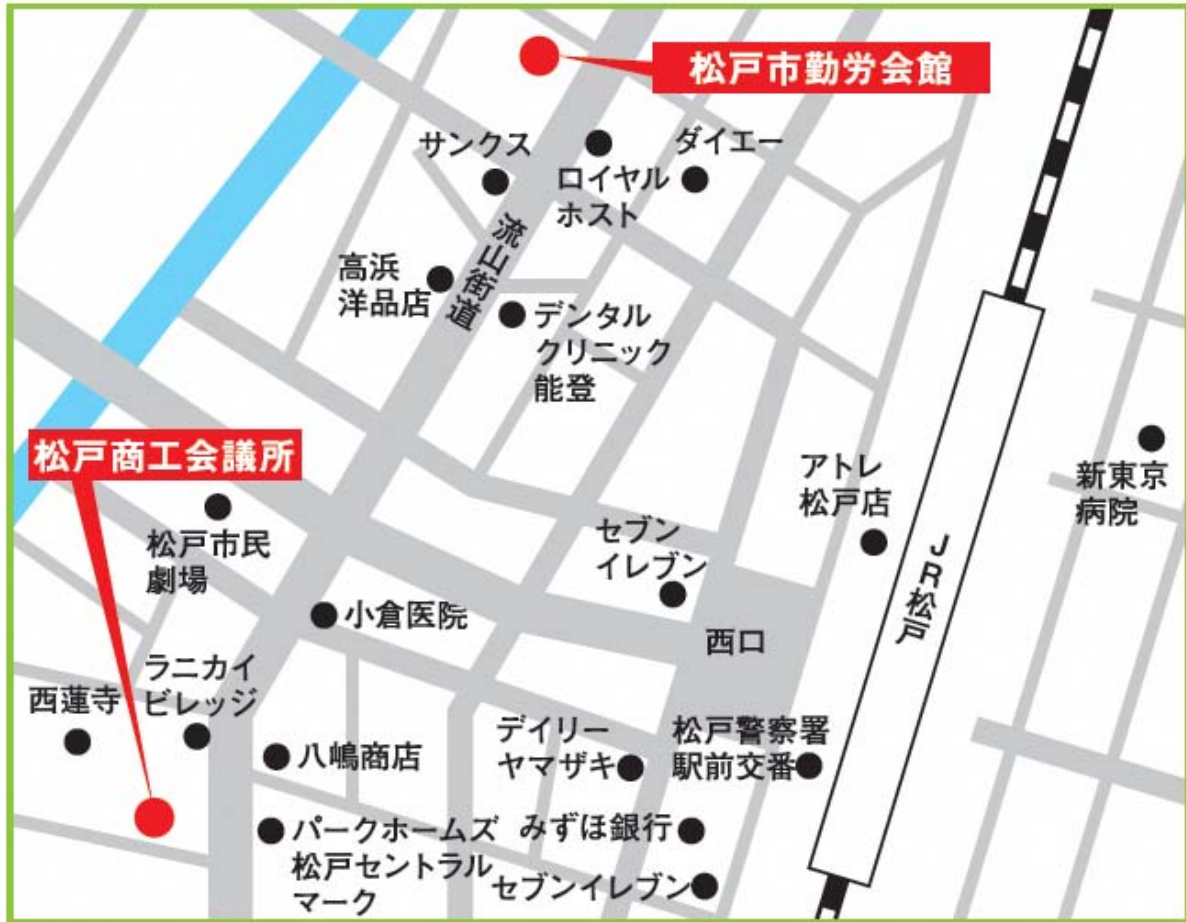 松戸市勤労会館
サンクス
ロイヤル
ホスト
ダイエー
流山街道
高浜
洋品店
デンタル
クリニック
能登
松戸商工会議所
松戸市民
劇場
アトレ
松戸店
新東京
病院
セブン
イレブン
JR松戸
小倉医院
西口
ラニカイ
ビレッジ
西蓮寺
八嶋商店
デイリー
ヤマザキ
松戸警察署
駅前交番
パークホームズ
松戸セントラル
マーク
みずほ銀行
セブンイレブン